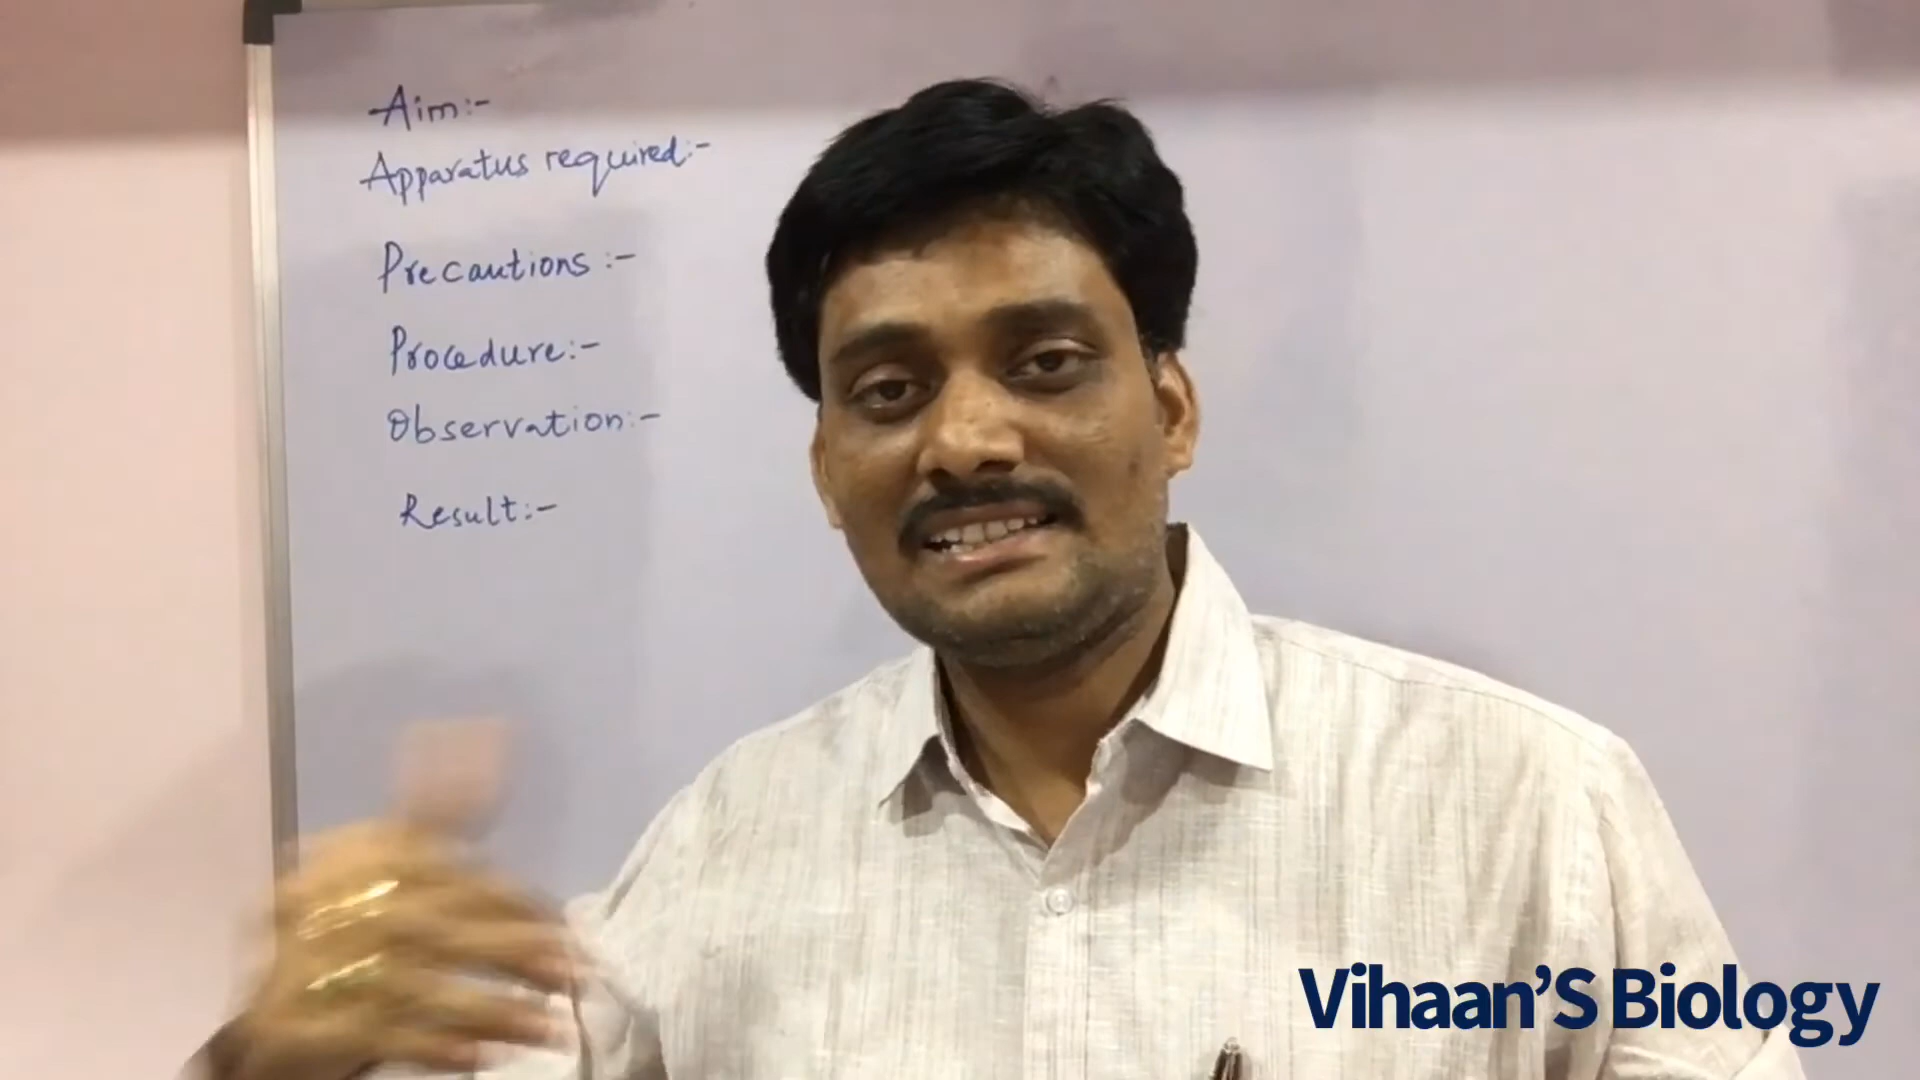 Aim:-
Apparatus required:-
Precautions:-
Procedure:-
Observation:-
Result:-
Vihaan'S Biology